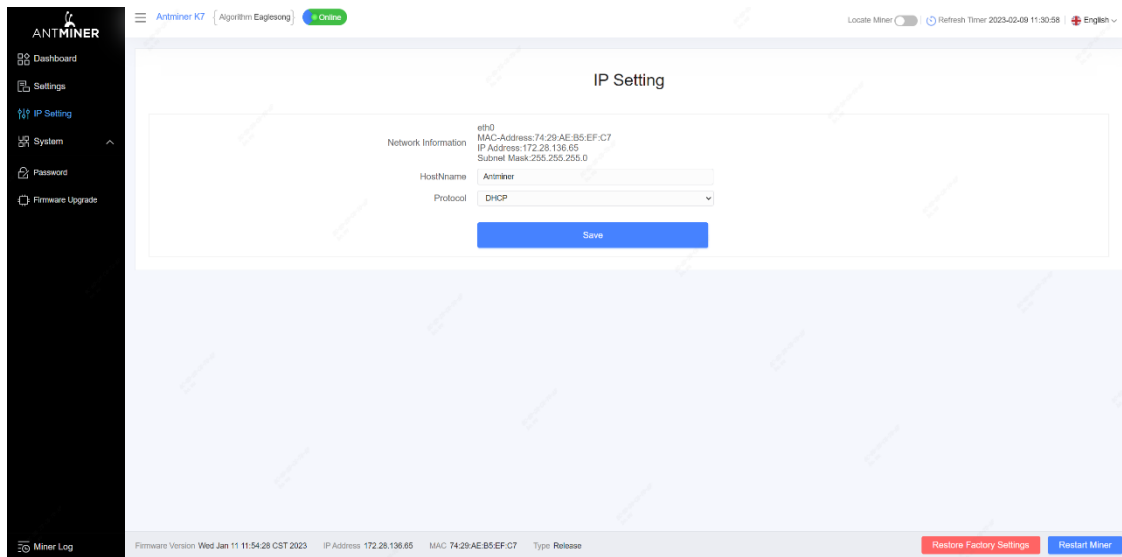 ANTMINER
Antminer K7 Algorithm Eaglesong Online
Locate Miner Refresh Timer 2023-02-09 11:30:58 English
Dashboard
Settings
IP Setting
System
Password
Firmware Upgrade
Miner Log
IP Setting
Network Information
eth0
MAC-Address:74:29:AE:B5:EF:C7
IP Address:172.28.136.65
Subnet Mask:255.255.255.0
HostNname Antminer
Protocol DHCP
Save
Firmware Version Wed Jan 11 11:54:28 CST 2023 IP Address 172.28.136.65 MAC 74:29:AE:B5:EF:C7 Type Release
Restore Factory Settings
Restart Miner